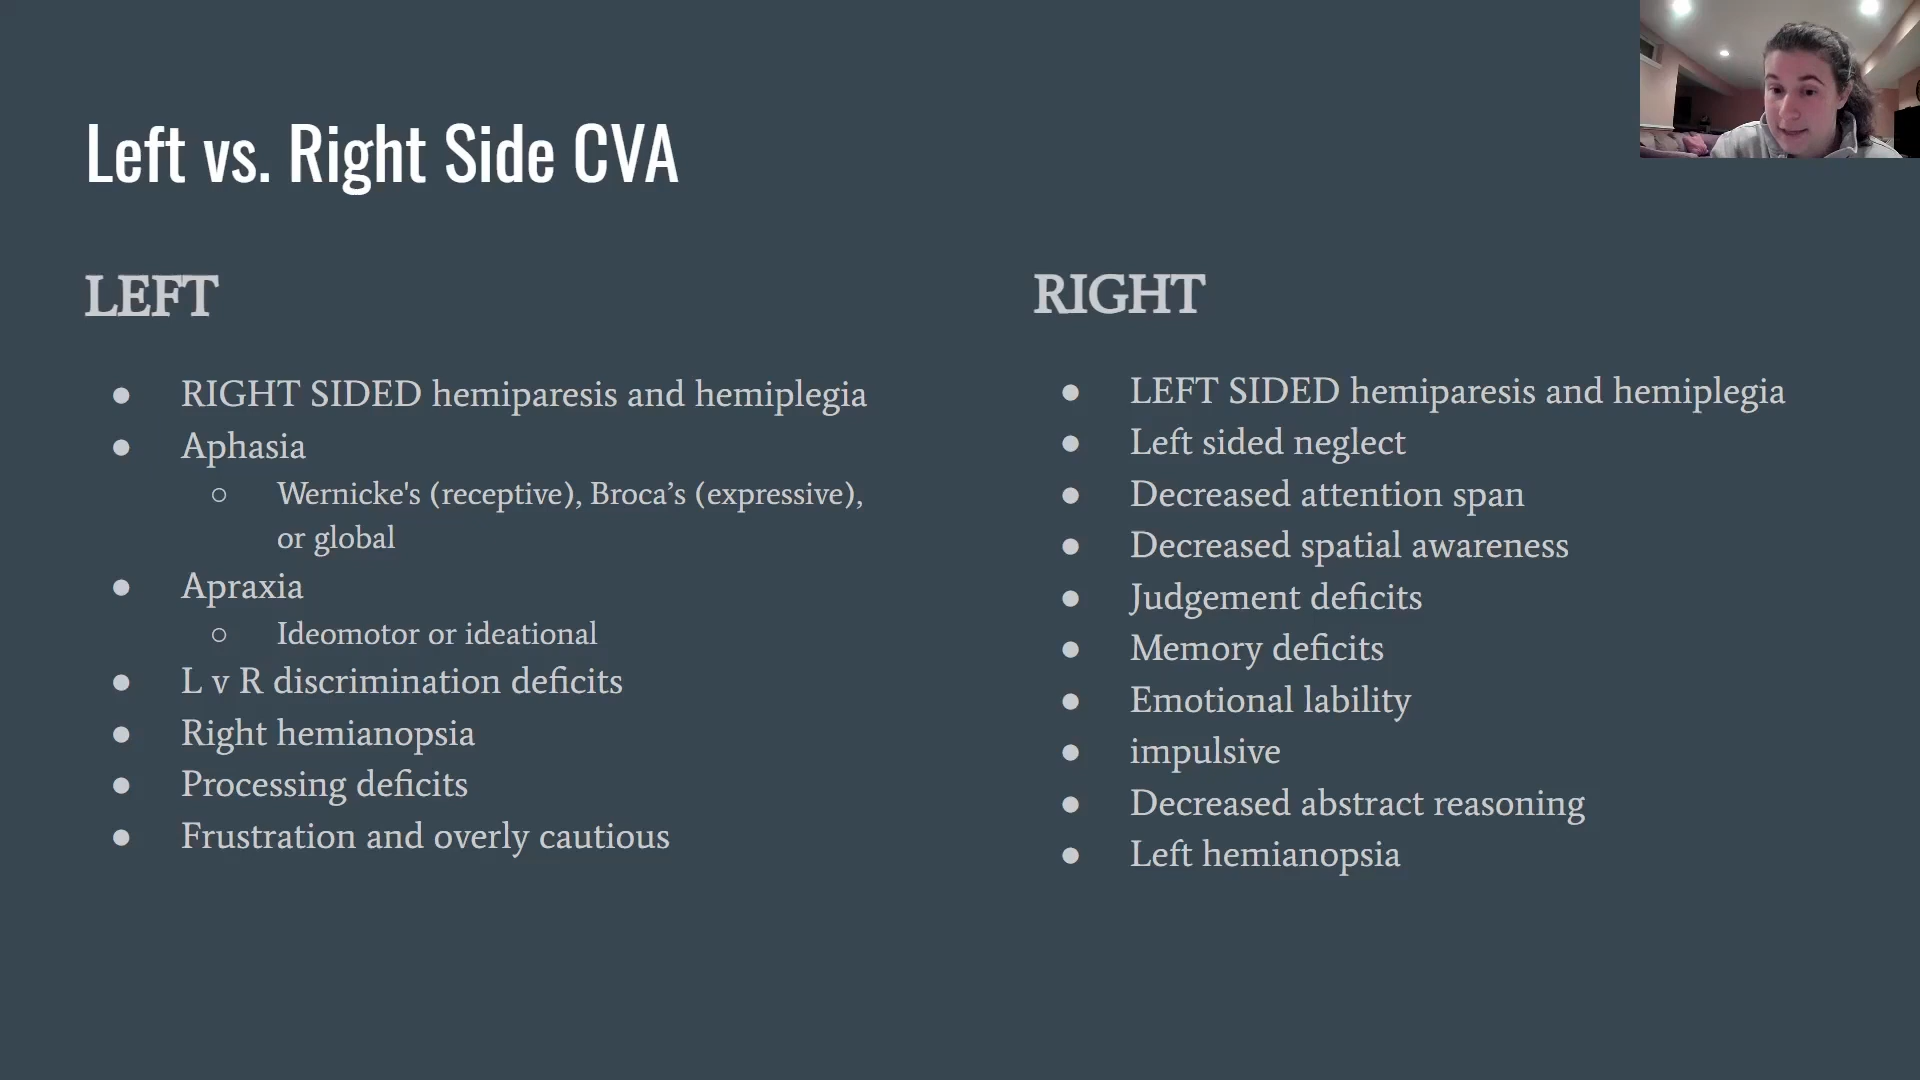 Left vs. Right Side CVA
LEFT
● RIGHT SIDED hemiparesis and hemiplegia
● Aphasia
○ Wernicke's (receptive), Broca’s (expressive),
or global
● Apraxia
○ Ideomotor or ideational
● L v R discrimination deficits
● Right hemianopsia
● Processing deficits
● Frustration and overly cautious
RIGHT
● LEFT SIDED hemiparesis and hemiplegia
● Left sided neglect
● Decreased attention span
● Decreased spatial awareness
● Judgement deficits
● Memory deficits
● Emotional lability
● impulsive
● Decreased abstract reasoning
● Left hemianopsia